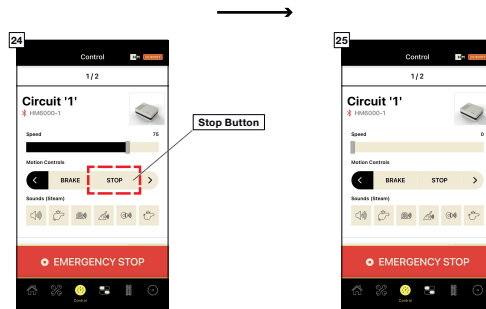 24
Control
1/2
Circuit '1'
HM6000-1
Speed 75
Motion Controls
BRAKE STOP
Sounds (Steam)
EMERGENCY STOP
Control
Stop Button
25
Control
1/2
Circuit '1'
HM6000-1
Speed 0
Motion Controls
BRAKE STOP
Sounds (Steam)
EMERGENCY STOP
Control